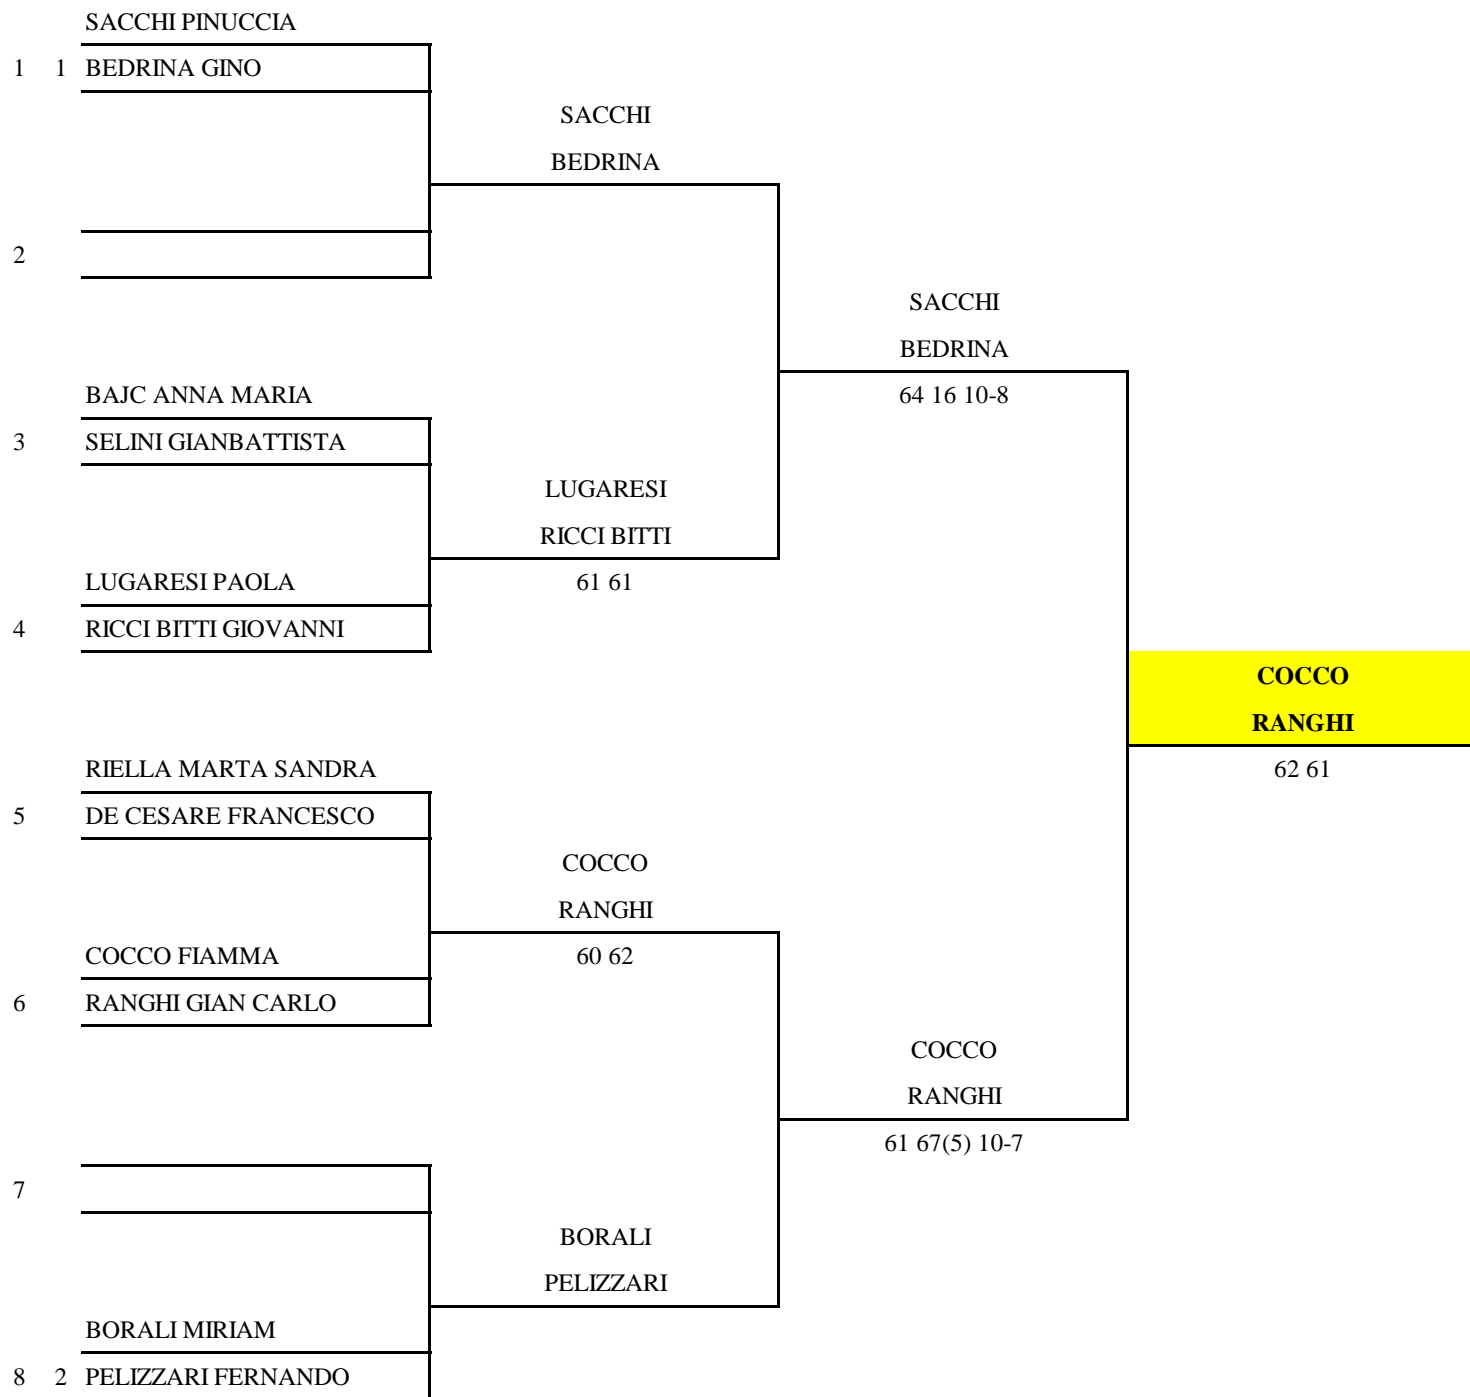 SACCHI PINUCCIA
1 1 BEDRINA GINO
SACCHI
BEDRINA
2
SACCHI
BEDRINA
64 16 10-8
BAJC ANNA MARIA
3 SELINI GIANBATTISTA
LUGARESI
RICCI BITTI
61 61
LUGARESI PAOLA
4 RICCI BITTI GIOVANNI
COCCO
RANGHI
62 61
RIELLA MARTA SANDRA
5 DE CESARE FRANCESCO
COCCO
RANGHI
60 62
COCCO FIAMMA
6 RANGHI GIAN CARLO
COCCO
RANGHI
61 67(5) 10-7
7
BORALI
PELIZZARI
BORALI MIRIAM
8 2 PELIZZARI FERNANDO